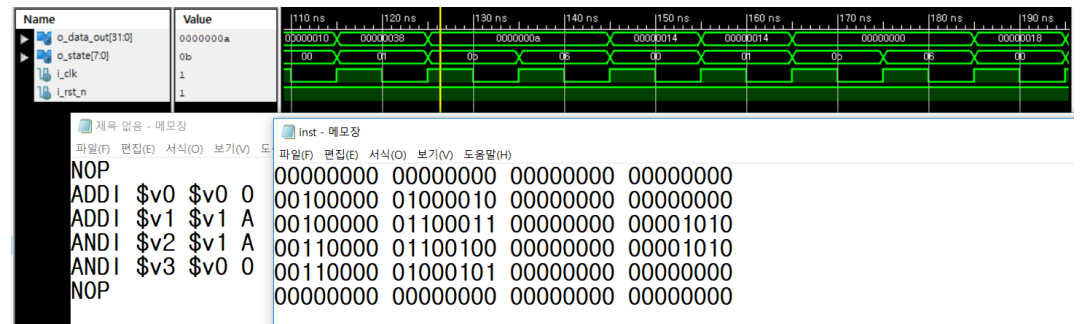 Name Value 110 ns 120 ns 130 ns 140 ns 150 ns 160 ns 170 ns 180 ns 190 ns
o_data_out[31:0] 0000000a 00000010 00000038 0000000a 00000014 00000014 00000000 00000018
o_state[7:0] 0b 00 01 0b 06 00 01 0b 06 00
i_clk 1
i_rst_n 1
제목 없음 - 메모장
파일(F) 편집(E) 서식(O) 보기(V) 도
NOP
ADDI $v0 $v0 0
ADDI $v1 $v1 A
ANDI $v2 $v1 A
ANDI $v3 $v0 0
NOP
inst - 메모장
파일(F) 편집(E) 서식(O) 보기(V) 도움말(H)
00000000 00000000 00000000 00000000
00100000 01000010 00000000 00000000
00100000 01100011 00000000 00001010
00110000 01100100 00000000 00001010
00110000 01000101 00000000 00000000
00000000 00000000 00000000 00000000